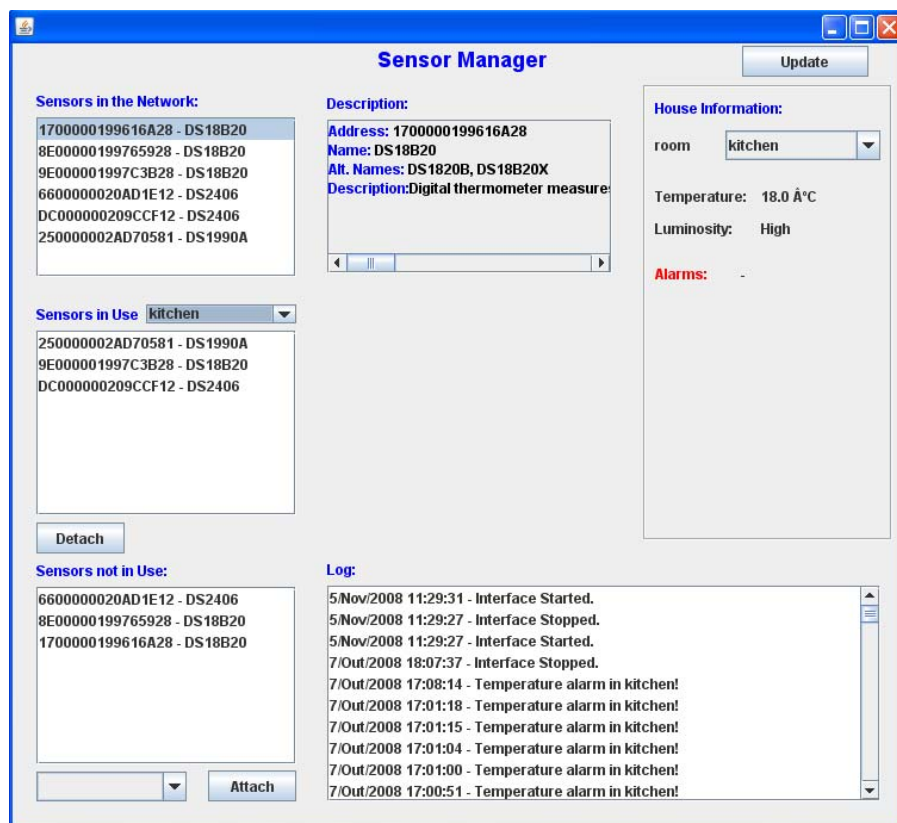 Sensor Manager
Update
Sensors in the Network:
1700000199616A28 - DS18B20
8E00000199765928 - DS18B20
9E000001997C3B28 - DS18B20
6600000020AD1E12 - DS2406
DC000000209CCF12 - DS2406
250000002AD70581 - DS1990A
Description:
Address: 1700000199616A28
Name: DS18B20
Alt. Names: DS1820B, DS18B20X
Description:Digital thermometer measure
House Information:
room kitchen
Temperature: 18.0 Â°C
Luminosity: High
Alarms: -
Sensors in Use kitchen
250000002AD70581 - DS1990A
9E000001997C3B28 - DS18B20
DC000000209CCF12 - DS2406
Detach
Sensors not in Use:
6600000020AD1E12 - DS2406
8E00000199765928 - DS18B20
1700000199616A28 - DS18B20
Attach
Log:
5/Nov/2008 11:29:31 - Interface Started.
5/Nov/2008 11:29:27 - Interface Stopped.
5/Nov/2008 11:29:27 - Interface Started.
7/Out/2008 18:07:37 - Interface Stopped.
7/Out/2008 17:08:14 - Temperature alarm in kitchen!
7/Out/2008 17:01:18 - Temperature alarm in kitchen!
7/Out/2008 17:01:15 - Temperature alarm in kitchen!
7/Out/2008 17:01:04 - Temperature alarm in kitchen!
7/Out/2008 17:01:00 - Temperature alarm in kitchen!
7/Out/2008 17:00:51 - Temperature alarm in kitchen!